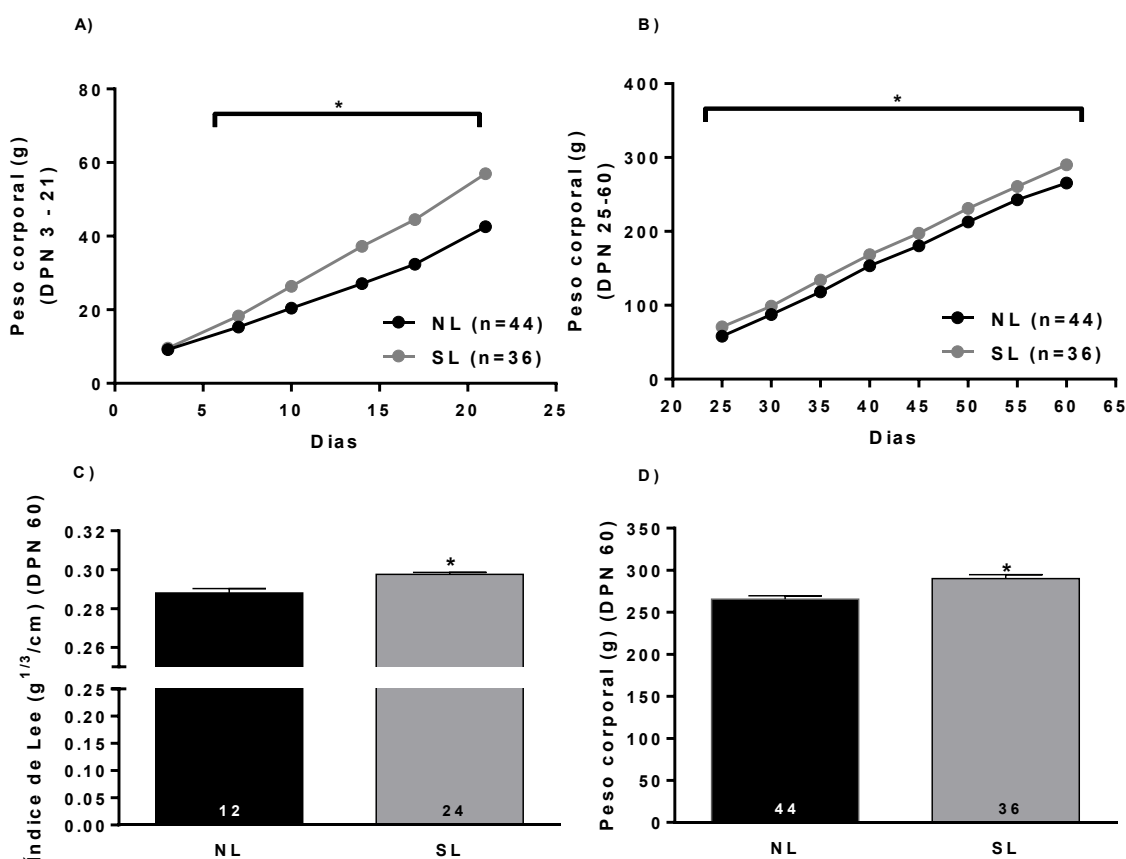 A)
Peso corporal (g)
(DPN 3 - 21)
80
60
40
20
0
*
NL (n=44)
SL (n=36)
0 5 10 15 20 25
Dias
B)
Peso corporal (g)
(DPN 25-60)
400
300
200
100
0
*
NL (n=44)
SL (n=36)
20 25 30 35 40 45 50 55 60 65
Dias
C)
Índice de Lee (g^1/3/cm) (DPN 60)
0.32
0.30
0.28
0.26
0.25
0.20
0.15
0.10
0.05
0.00
*
12 24
NL SL
D)
Peso corporal (g) (DPN 60)
350
300
250
200
150
100
50
0
*
44 36
NL SL